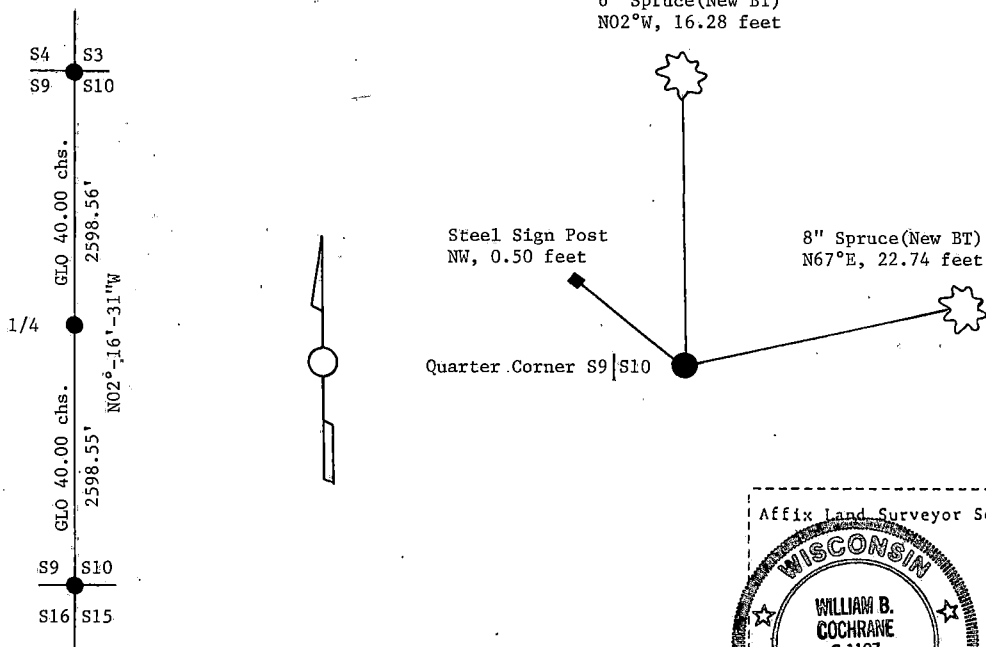 Spruce(New BT)
N02°W, 16.28 feet
S4 S3
S9 S10
GLO 40.00 chs.
2598.56'
Steel Sign Post
NW, 0.50 feet
8" Spruce(New BT)
N67°E, 22.74 feet
1/4
N02°-16'-31"W
Quarter Corner S9|S10
GLO 40.00 chs.
2598.55'
S9 S10
S16 S15
Affix Land Surveyor
WISCONSIN
WILLIAM B.
COCHRANE